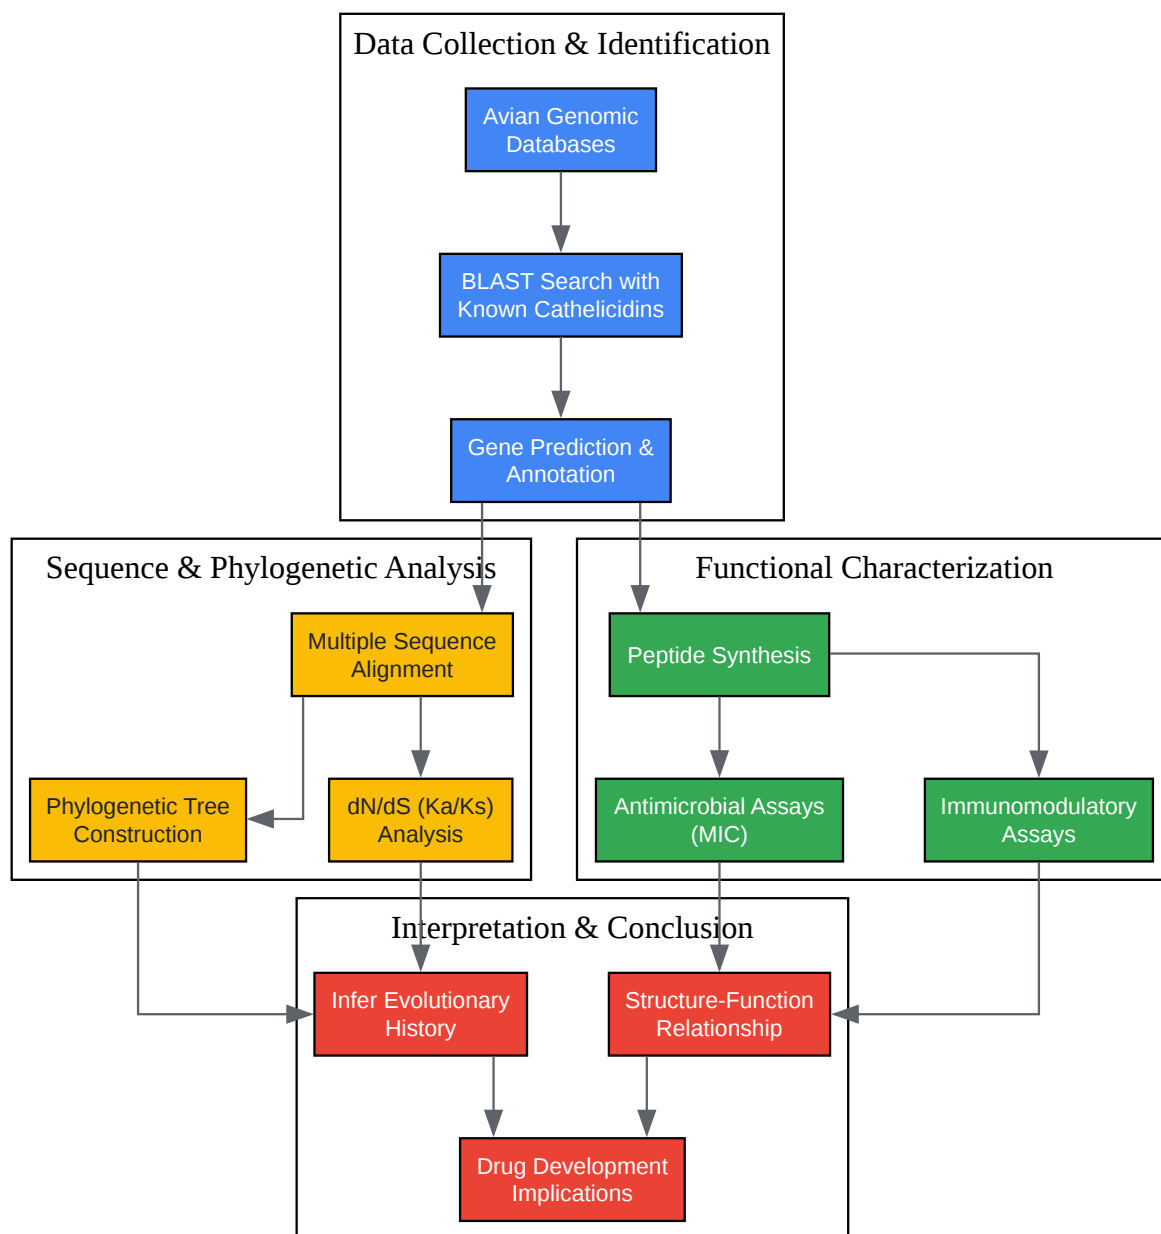 Data Collection & Identification
Avian Genomic
Databases
BLAST Search with
Known Cathelicidins
Gene Prediction &
Annotation
Sequence & Phylogenetic Analysis
Multiple Sequence
Alignment
Phylogenetic Tree
Construction
dN/dS (Ka/Ks)
Analysis
Functional Characterization
Peptide Synthesis
Antimicrobial Assays
(MIC)
Immunomodulatory
Assays
Interpretation & Conclusion
Infer Evolutionary
History
Structure-Function
Relationship
Drug Development
Implications